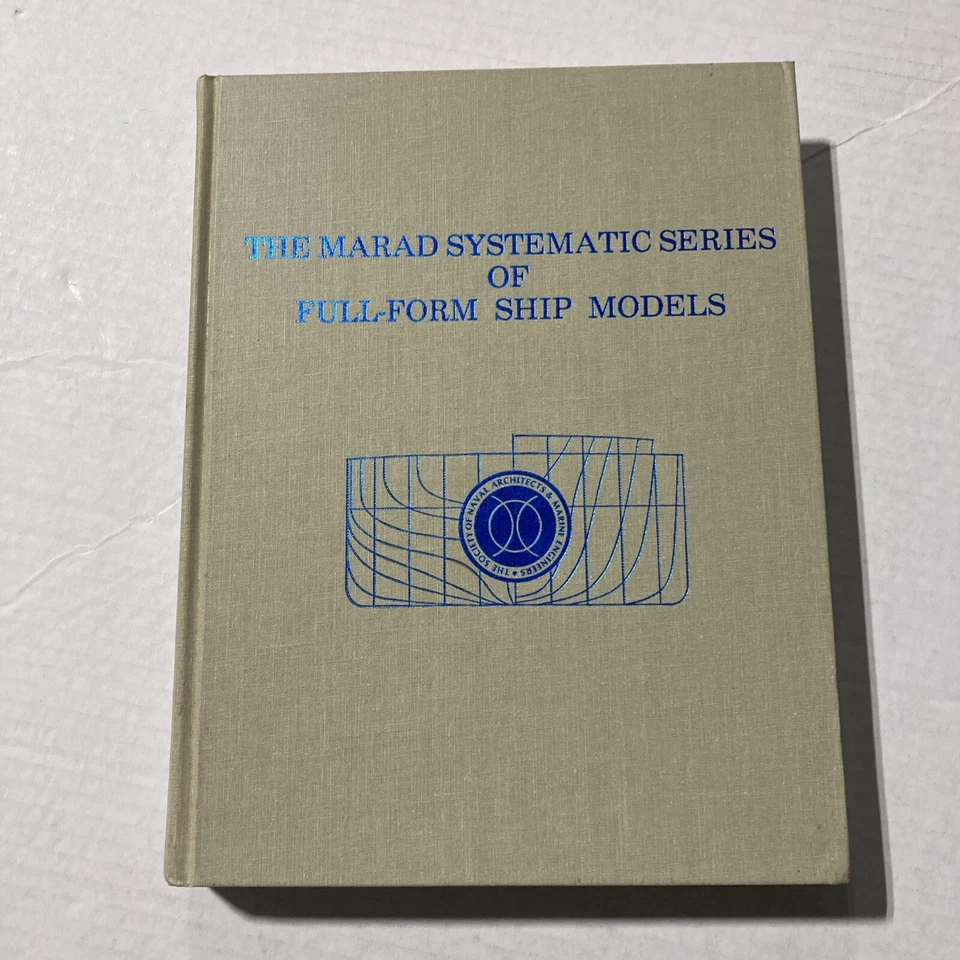 THE MARAD SYSTEMATIC SERIES
OF
FULL-FORM SHIP MODELS
THE SOCIETY OF NAVAL ARCHITECTS & MARINE ENGINEERS